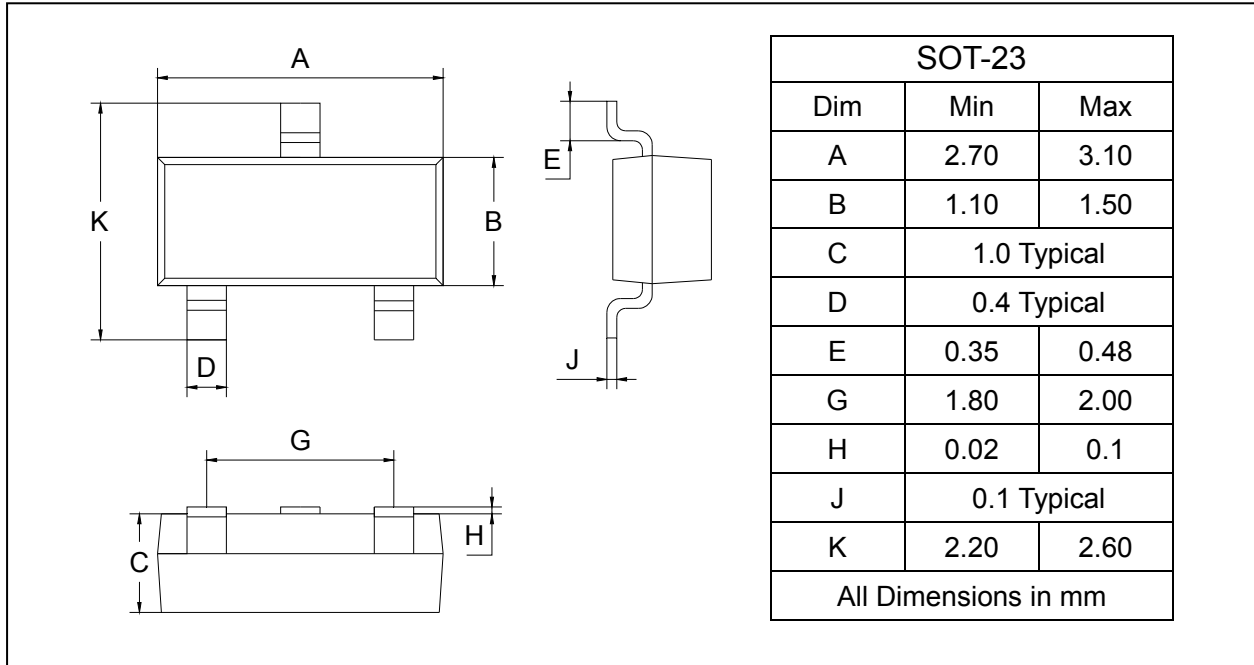 A
K
B
D
E
J
G
C
H
SOT-23
Dim Min Max
A 2.70 3.10
B 1.10 1.50
C 1.0 Typical
D 0.4 Typical
E 0.35 0.48
G 1.80 2.00
H 0.02 0.1
J 0.1 Typical
K 2.20 2.60
All Dimensions in mm